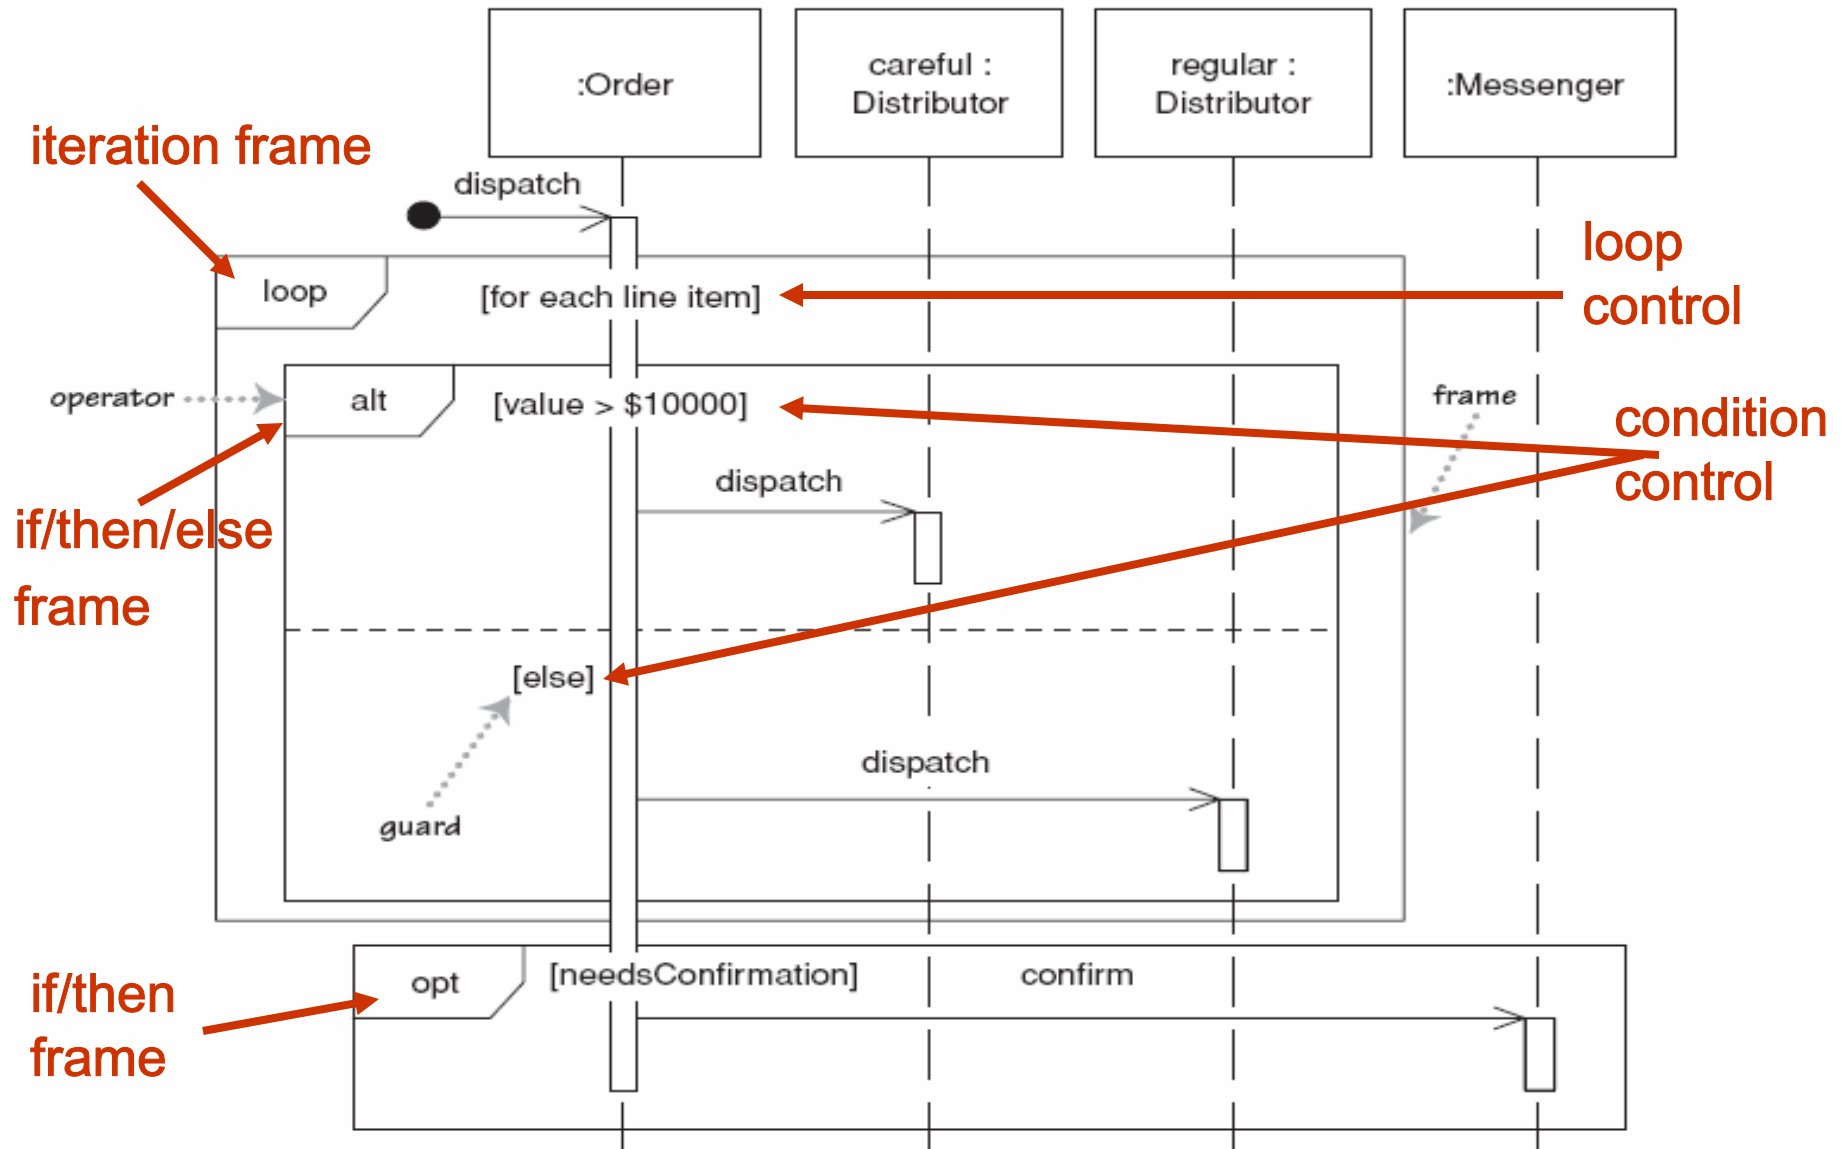 :Order
careful :
Distributor
regular :
Distributor
:Messenger
iteration frame
dispatch
loop
control
loop
[for each line item]
operator
alt
[value > $10000]
frame
condition
control
dispatch
if/then/else
frame
[else]
dispatch
guard
if/then
frame
opt
[needsConfirmation]
confirm